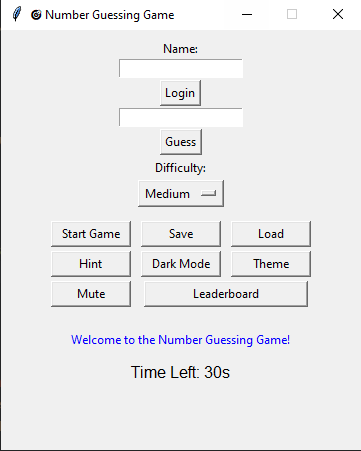 Number Guessing Game
Name:
Login
Guess
Difficulty:
Medium
Start Game Save Load
Hint Dark Mode Theme
Mute Leaderboard
Welcome to the Number Guessing Game!
Time Left: 30s